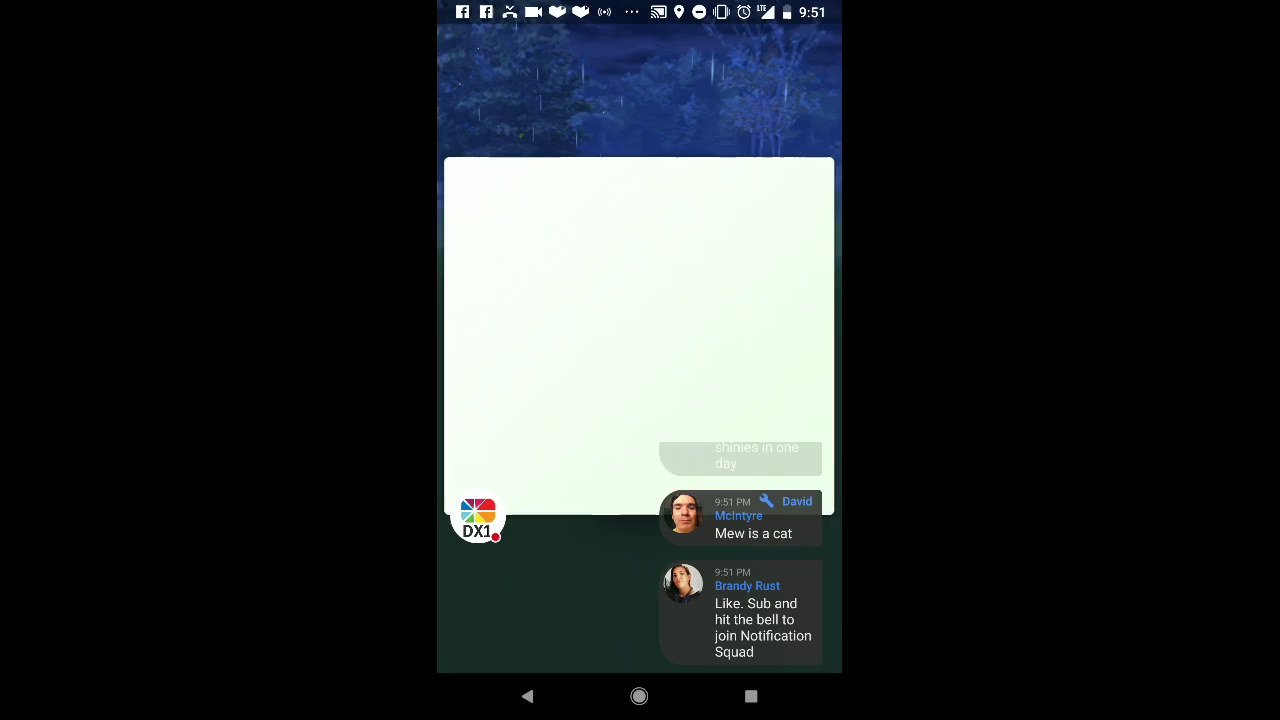 LTE 9:51
shinies in one
day
9:51 PM David
McIntyre
Mew is a cat
DX1
9:51 PM
Brandy Rust
Like. Sub and
hit the bell to
join Notification
Squad